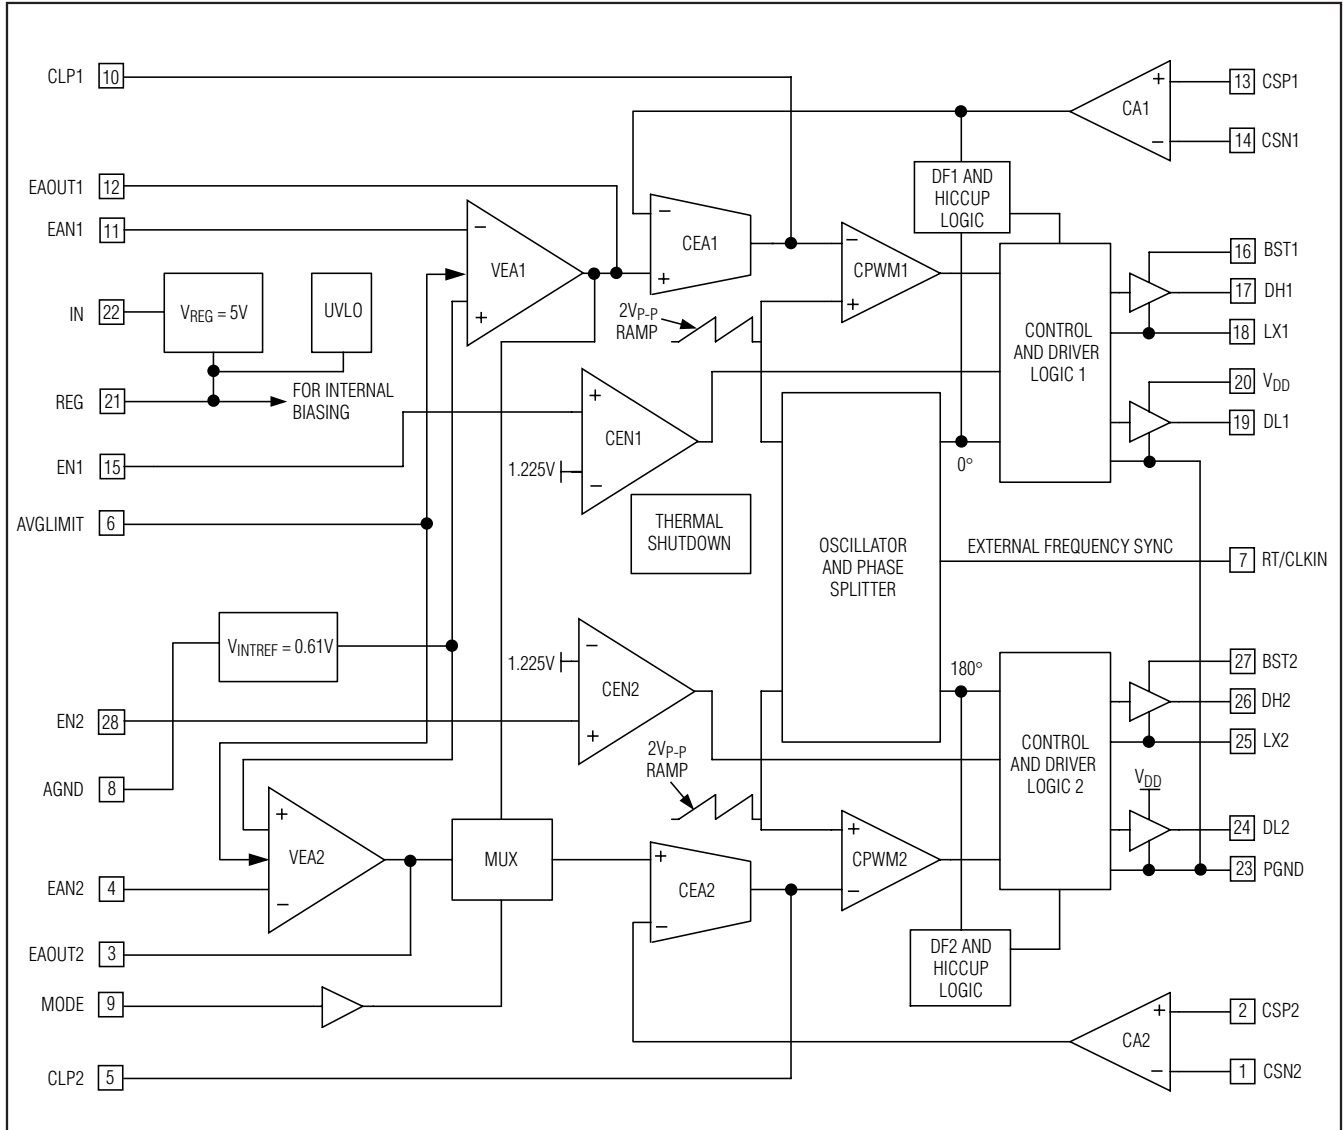 CLP1 10
13 CSP1
+
CA1
−
14 CSN1
EAOUT1 12
EAN1 11
DF1 AND
HICCUP
LOGIC
−
VEA1
+
−
CEA1
+
−
CPWM1
+
16 BST1
17 DH1
18 LX1
IN 22
VREG = 5V
UVLO
2VP-P
RAMP
CONTROL
AND DRIVER
LOGIC 1
20 VDD
19 DL1
REG 21
FOR INTERNAL
BIASING
+
CEN1
−
1.225V
EN1 15
0°
AVGLIMIT 6
THERMAL
SHUTDOWN
OSCILLATOR
AND PHASE
SPLITTER
EXTERNAL FREQUENCY SYNC
7 RT/CLKIN
VINTREF = 0.61V
1.225V
−
CEN2
+
180°
27 BST2
26 DH2
25 LX2
EN2 28
AGND 8
2VP-P
RAMP
CONTROL
AND DRIVER
LOGIC 2
VDD
24 DL2
23 PGND
+
VEA2
−
MUX
+
CEA2
−
+
CPWM2
−
EAN2 4
EAOUT2 3
DF2 AND
HICCUP
LOGIC
MODE 9
2 CSP2
+
CA2
−
1 CSN2
CLP2 5